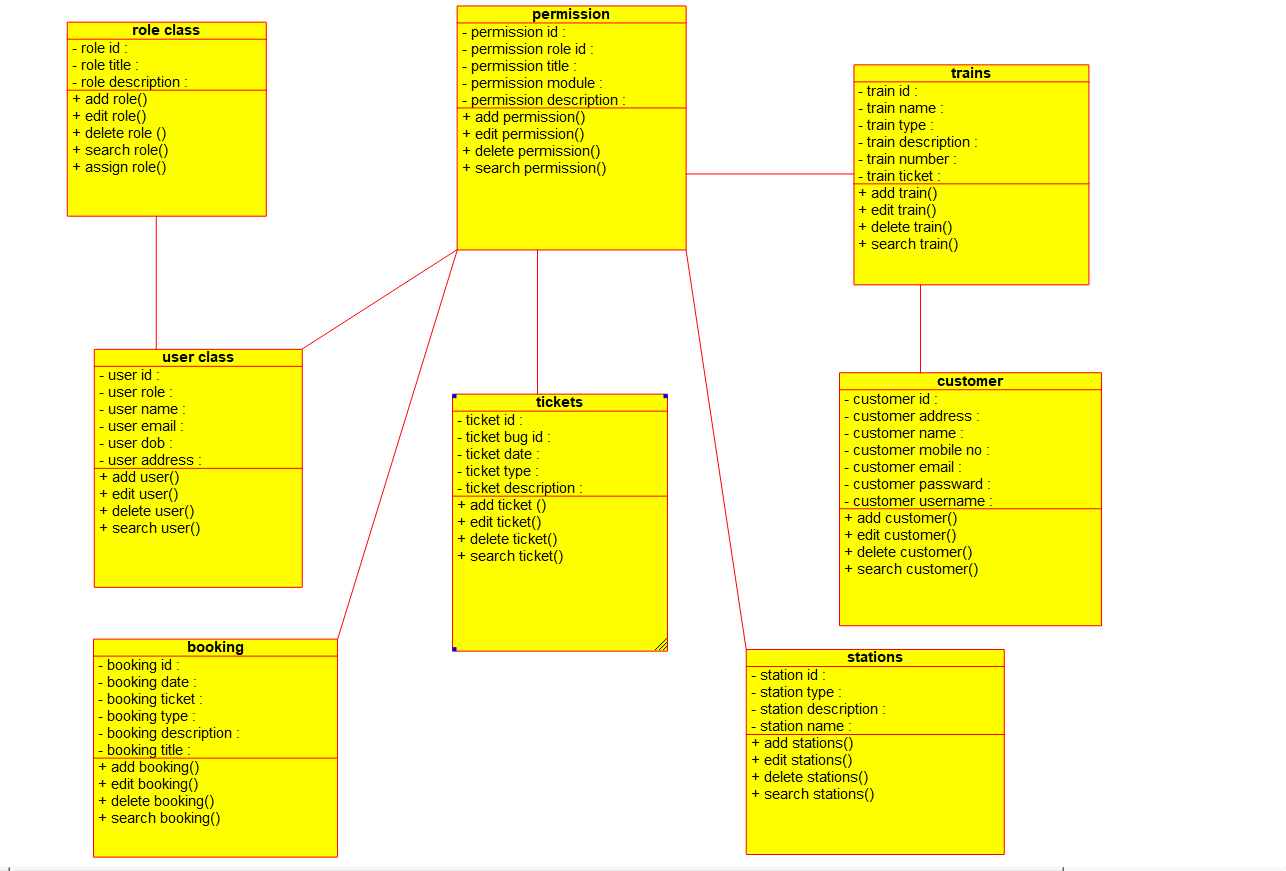 role class
- role id :
- role title :
- role description :
+ add role()
+ edit role()
+ delete role ()
+ search role()
+ assign role()
permission
- permission id :
- permission role id :
- permission title :
- permission module :
- permission description :
+ add permission()
+ edit permission()
+ delete permission()
+ search permission()
trains
- train id :
- train name :
- train type :
- train description :
- train number :
- train ticket :
+ add train()
+ edit train()
+ delete train()
+ search train()
user class
- user id :
- user role :
- user name :
- user email :
- user dob :
- user address :
+ add user()
+ edit user()
+ delete user()
+ search user()
tickets
- ticket id :
- ticket bug id :
- ticket date :
- ticket type :
- ticket description :
+ add ticket ()
+ edit ticket()
+ delete ticket()
+ search ticket()
customer
- customer id :
- customer address :
- customer name :
- customer mobile no :
- customer email :
- customer passward :
- customer username :
+ add customer()
+ edit customer()
+ delete customer()
+ search customer()
booking
- booking id :
- booking date :
- booking ticket :
- booking type :
- booking description :
- booking title :
+ add booking()
+ edit booking()
+ delete booking()
+ search booking()
stations
- station id :
- station type :
- station description :
- station name :
+ add stations()
+ edit stations()
+ delete stations()
+ search stations()